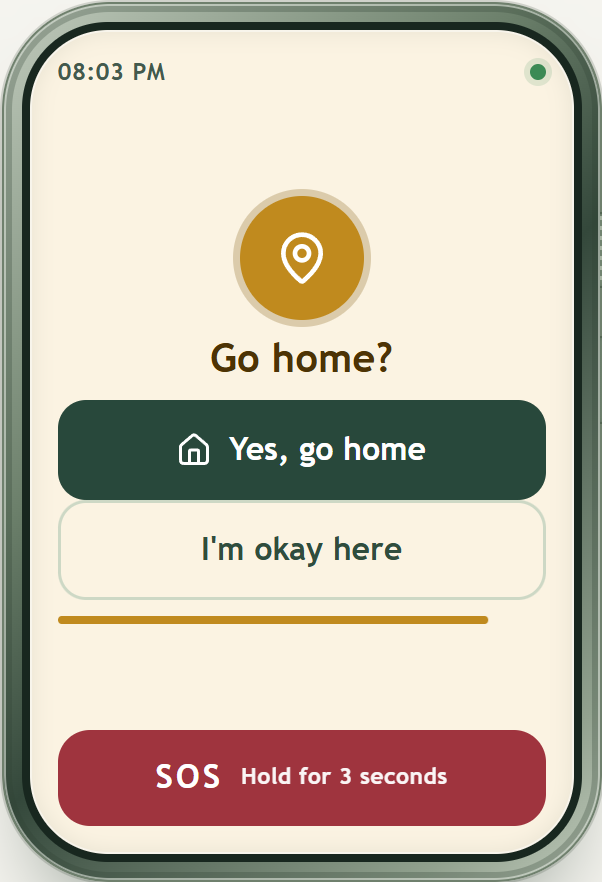 08:03 PM
Go home?
Yes, go home
I'm okay here
SOS Hold for 3 seconds